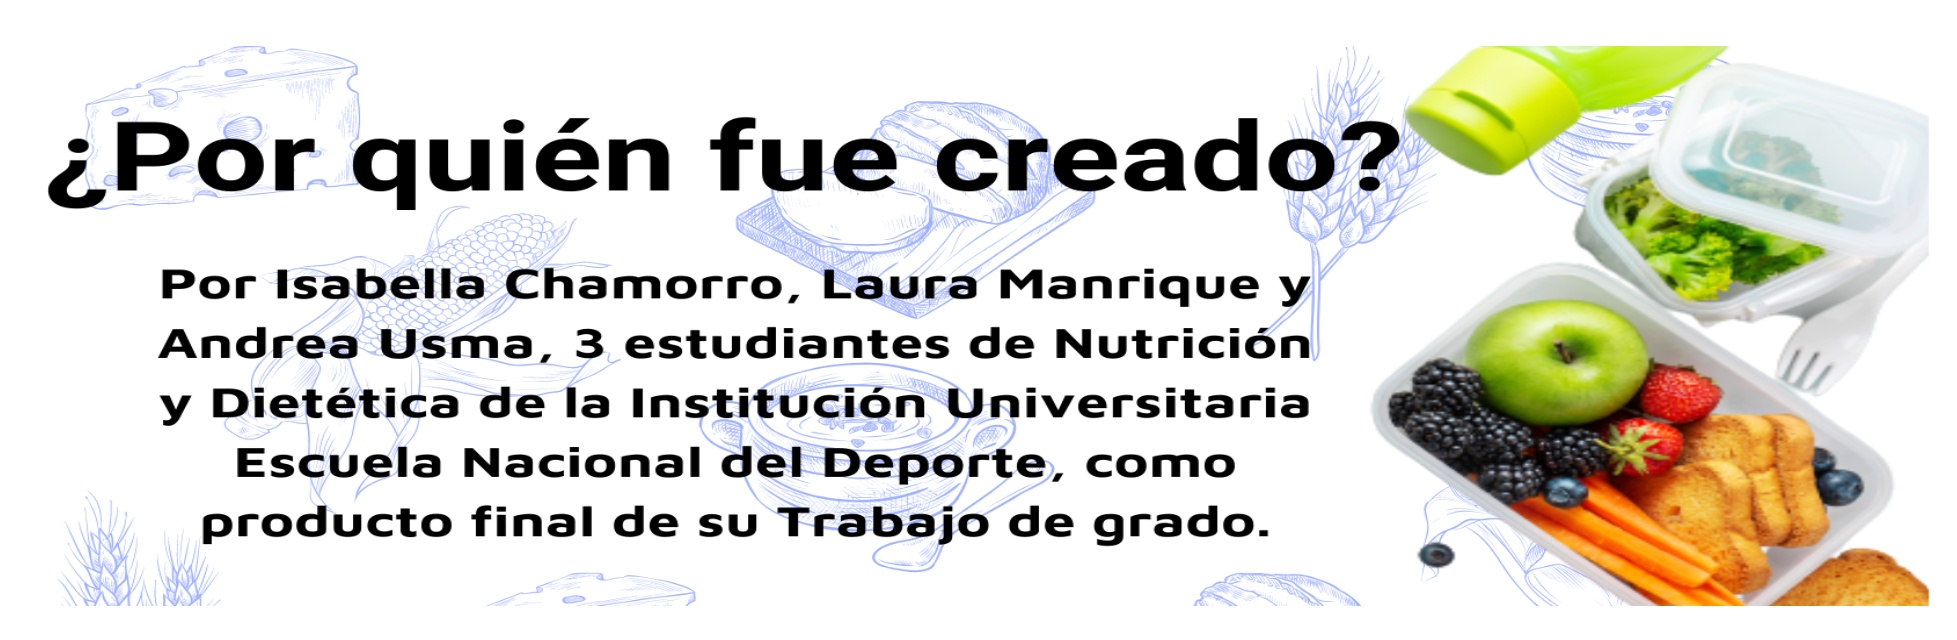 ¿Por quién fue creado?
Por Isabella Chamorro, Laura Manrique y
Andrea Usma, 3 estudiantes de Nutrición
y Dietética de la Institución Universitaria
Escuela Nacional del Deporte, como
producto final de su Trabajo de grado.